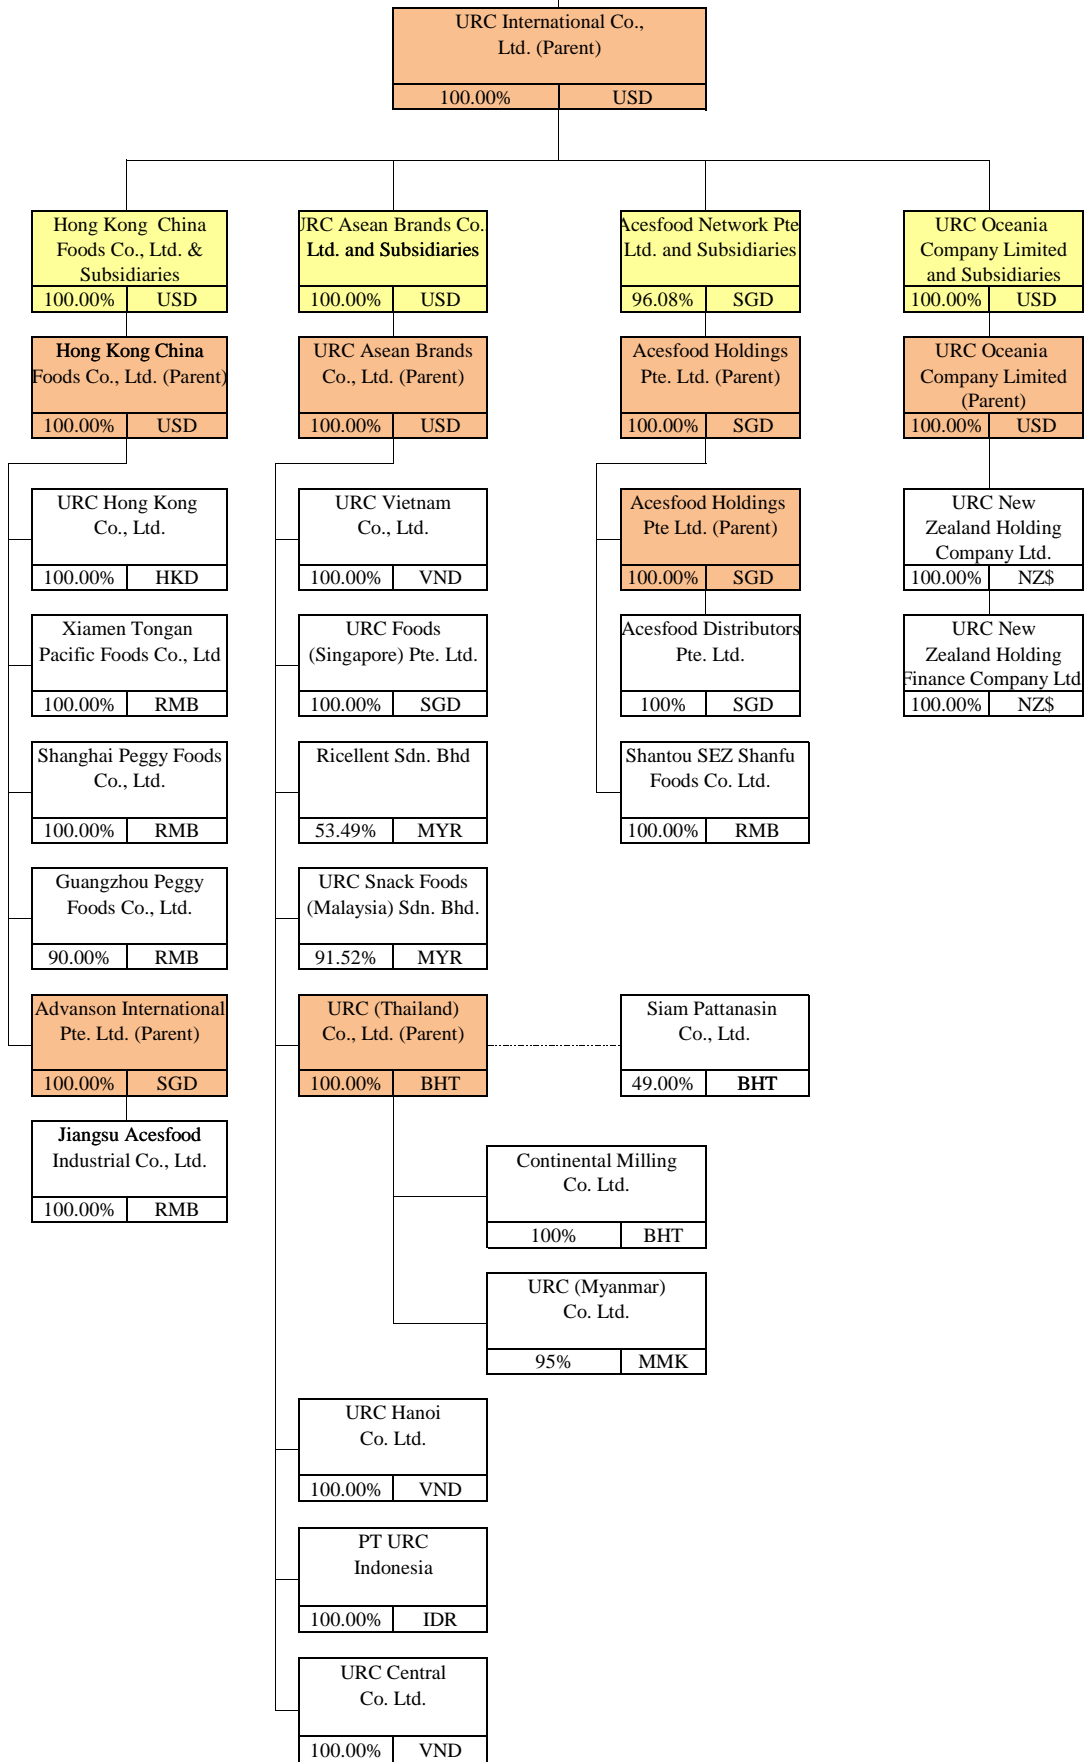 URC International Co.,
Ltd. (Parent)
100.00% USD
Hong Kong China
Foods Co., Ltd. &
Subsidiaries
100.00% USD
URC Asean Brands Co.
Ltd. and Subsidiaries
100.00% USD
Acesfood Network Pte
Ltd. and Subsidiaries
96.08% SGD
URC Oceania
Company Limited
and Subsidiaries
100.00% USD
Hong Kong China
Foods Co., Ltd. (Parent)
100.00% USD
URC Asean Brands
Co., Ltd. (Parent)
100.00% USD
Acesfood Holdings
Pte. Ltd. (Parent)
100.00% SGD
URC Oceania
Company Limited
(Parent)
100.00% USD
URC Hong Kong
Co., Ltd.
100.00% HKD
URC Vietnam
Co., Ltd.
100.00% VND
Acesfood Holdings
Pte Ltd. (Parent)
100.00% SGD
URC New
Zealand Holding
Company Ltd.
100.00% NZ$
Xiamen Tongan
Pacific Foods Co., Ltd
100.00% RMB
URC Foods
(Singapore) Pte. Ltd.
100.00% SGD
Acesfood Distributors
Pte. Ltd.
100% SGD
URC New
Zealand Holding
Finance Company Ltd
100.00% NZ$
Shanghai Peggy Foods
Co., Ltd.
100.00% RMB
Ricellent Sdn. Bhd
53.49% MYR
Shantou SEZ Shanfu
Foods Co. Ltd.
100.00% RMB
Guangzhou Peggy
Foods Co., Ltd.
90.00% RMB
URC Snack Foods
(Malaysia) Sdn. Bhd.
91.52% MYR
Advanson International
Pte. Ltd. (Parent)
100.00% SGD
URC (Thailand)
Co., Ltd. (Parent)
100.00% BHT
Siam Pattanasin
Co., Ltd.
49.00% BHT
Jiangsu Acesfood
Industrial Co., Ltd.
100.00% RMB
Continental Milling
Co. Ltd.
100% BHT
URC (Myanmar)
Co. Ltd.
95% MMK
URC Hanoi
Co. Ltd.
100.00% VND
PT URC
Indonesia
100.00% IDR
URC Central
Co. Ltd.
100.00% VND